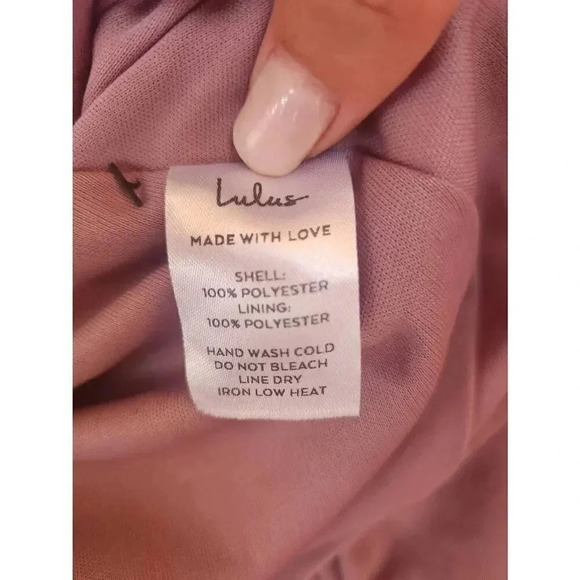 Lulus
MADE WITH LOVE
SHELL:
100% POLYESTER
LINING:
100% POLYESTER
HAND WASH COLD
DO NOT BLEACH
LINE DRY
IRON LOW HEAT